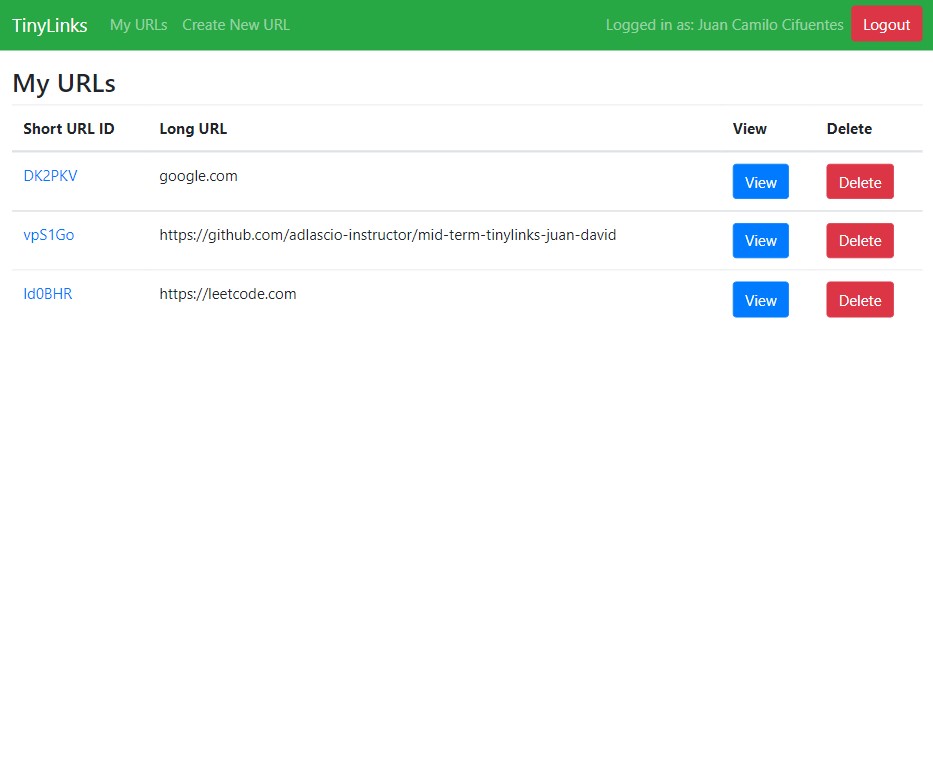 TinyLinks My URLs Create New URL Logged in as: Juan Camilo Cifuentes Logout
My URLs
Short URL ID Long URL View Delete
DK2PKV google.com View Delete
vpS1Go https://github.com/adlascio-instructor/mid-term-tinylinks-juan-david View Delete
ld0BHR https://leetcode.com View Delete